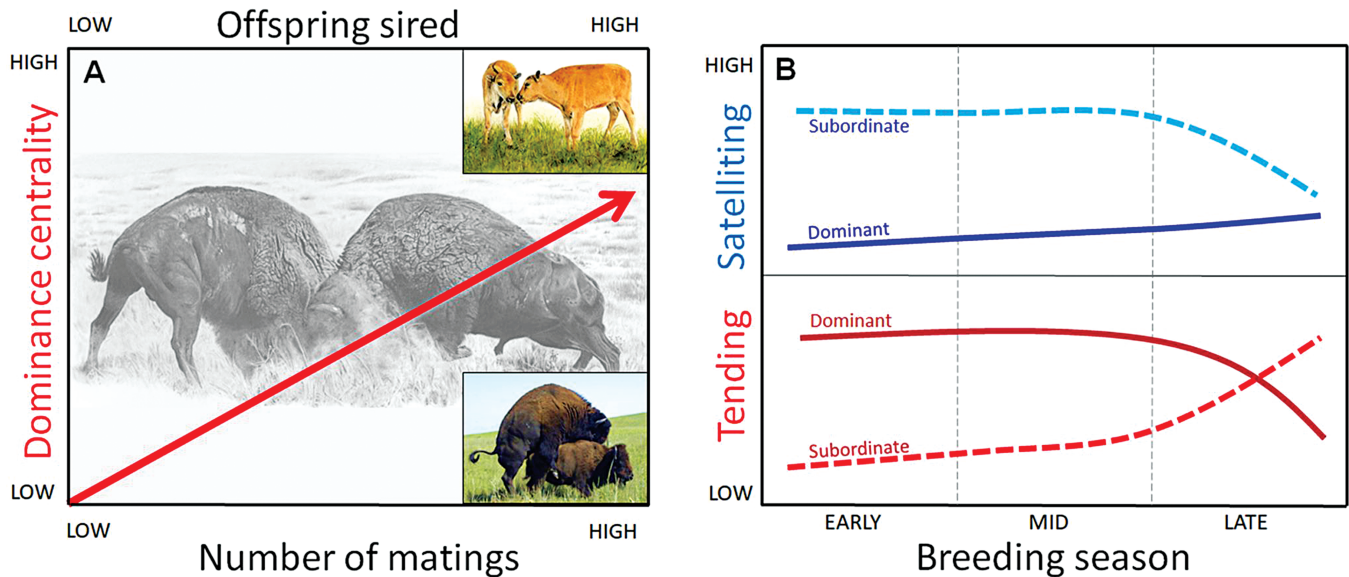 LOW Offspring sired HIGH
HIGH
A
Dominance centrality
LOW
LOW HIGH
Number of matings
HIGH
B
Satelliting
Subordinate
Dominant
Tending
Dominant
Subordinate
LOW
EARLY MID LATE
Breeding season